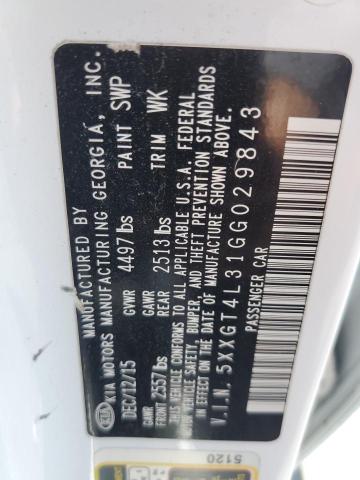 MANUFACTURED BY
KIA KIA MOTORS MANUFACTURING GEORGIA, INC.
DEC/12/15 GVWR 4497 lbs PAINT SWP
GAWR FRONT 2557 lbs GAWR REAR 2513 lbs TRIM WK
THIS VEHICLE CONFORMS TO ALL APPLICABLE U.S.A. FEDERAL
MOTOR VEHICLE SAFETY, BUMPER, AND THEFT PREVENTION STANDARDS
IN EFFECT ON THE DATE OF MANUFACTURE SHOWN ABOVE.
V.I.N. 5XXGT4L31GG029843
PASSENGER CAR
5120